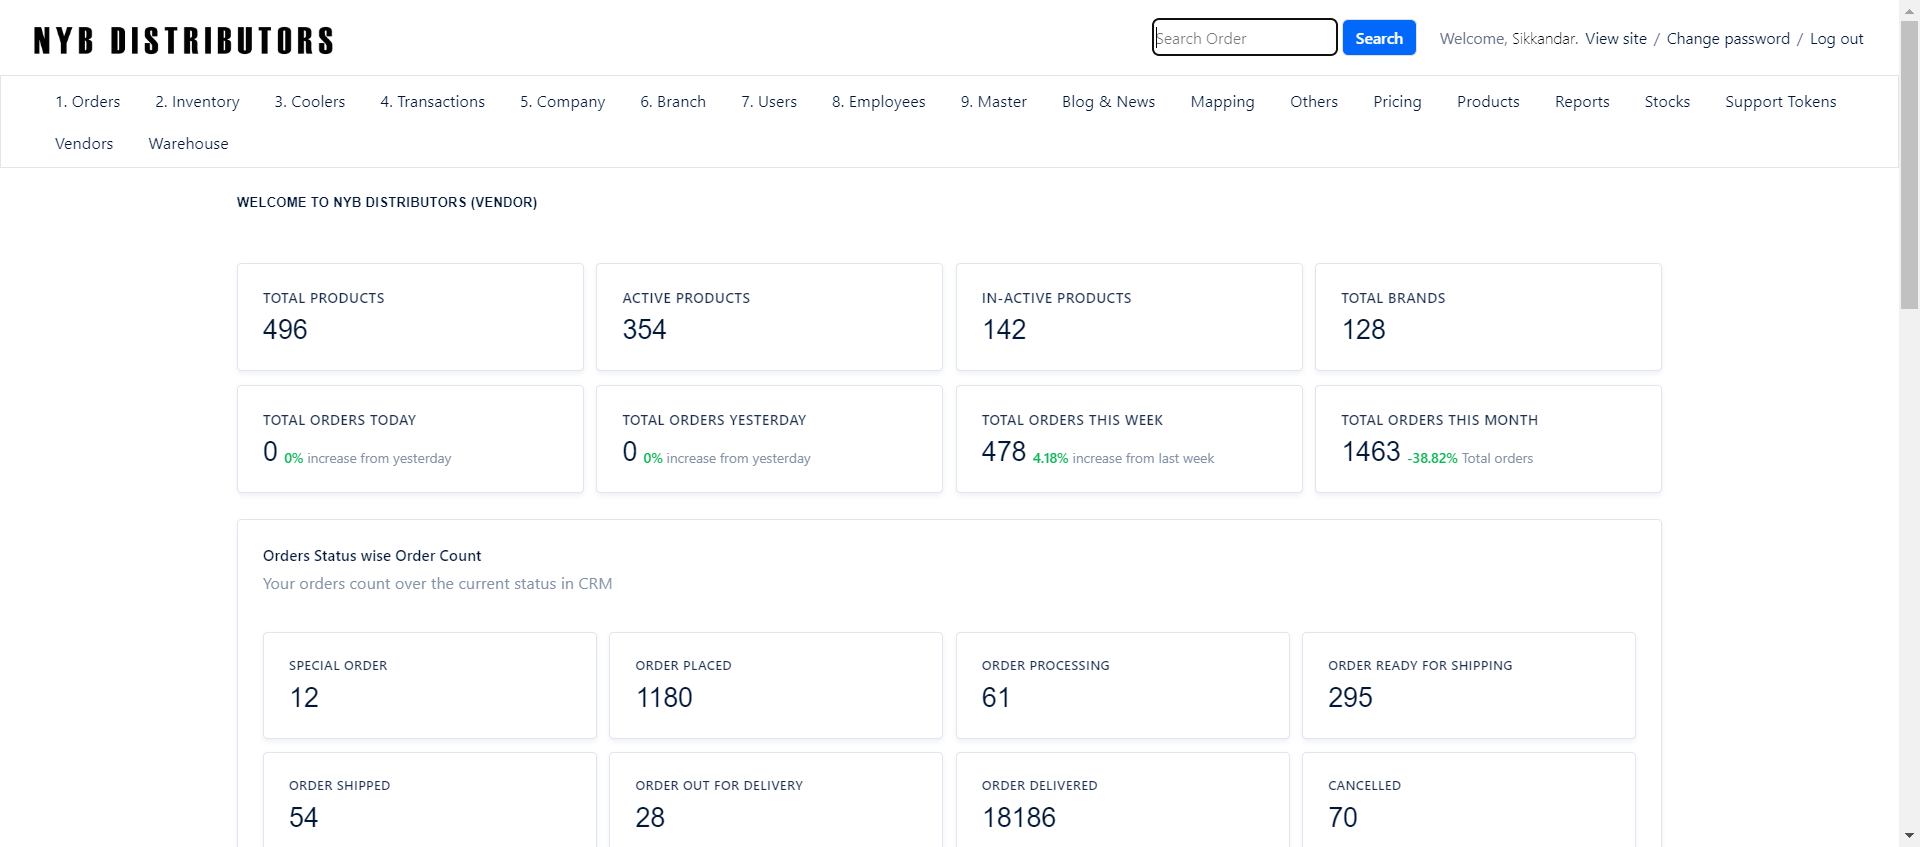 NYB DISTRIBUTORS
Search Order
Search
Welcome, Sikkandar. View site / Change password / Log out
1. Orders 2. Inventory 3. Coolers 4. Transactions 5. Company 6. Branch 7. Users 8. Employees 9. Master Blog & News Mapping Others Pricing Products Reports Stocks Support Tokens
Vendors Warehouse
WELCOME TO NYB DISTRIBUTORS (VENDOR)
TOTAL PRODUCTS
496
ACTIVE PRODUCTS
354
IN-ACTIVE PRODUCTS
142
TOTAL BRANDS
128
TOTAL ORDERS TODAY
0 0% increase from yesterday
TOTAL ORDERS YESTERDAY
0 0% increase from yesterday
TOTAL ORDERS THIS WEEK
478 4.18% increase from last week
TOTAL ORDERS THIS MONTH
1463 -38.82% Total orders
Orders Status wise Order Count
Your orders count over the current status in CRM
SPECIAL ORDER
12
ORDER PLACED
1180
ORDER PROCESSING
61
ORDER READY FOR SHIPPING
295
ORDER SHIPPED
54
ORDER OUT FOR DELIVERY
28
ORDER DELIVERED
18186
CANCELLED
70